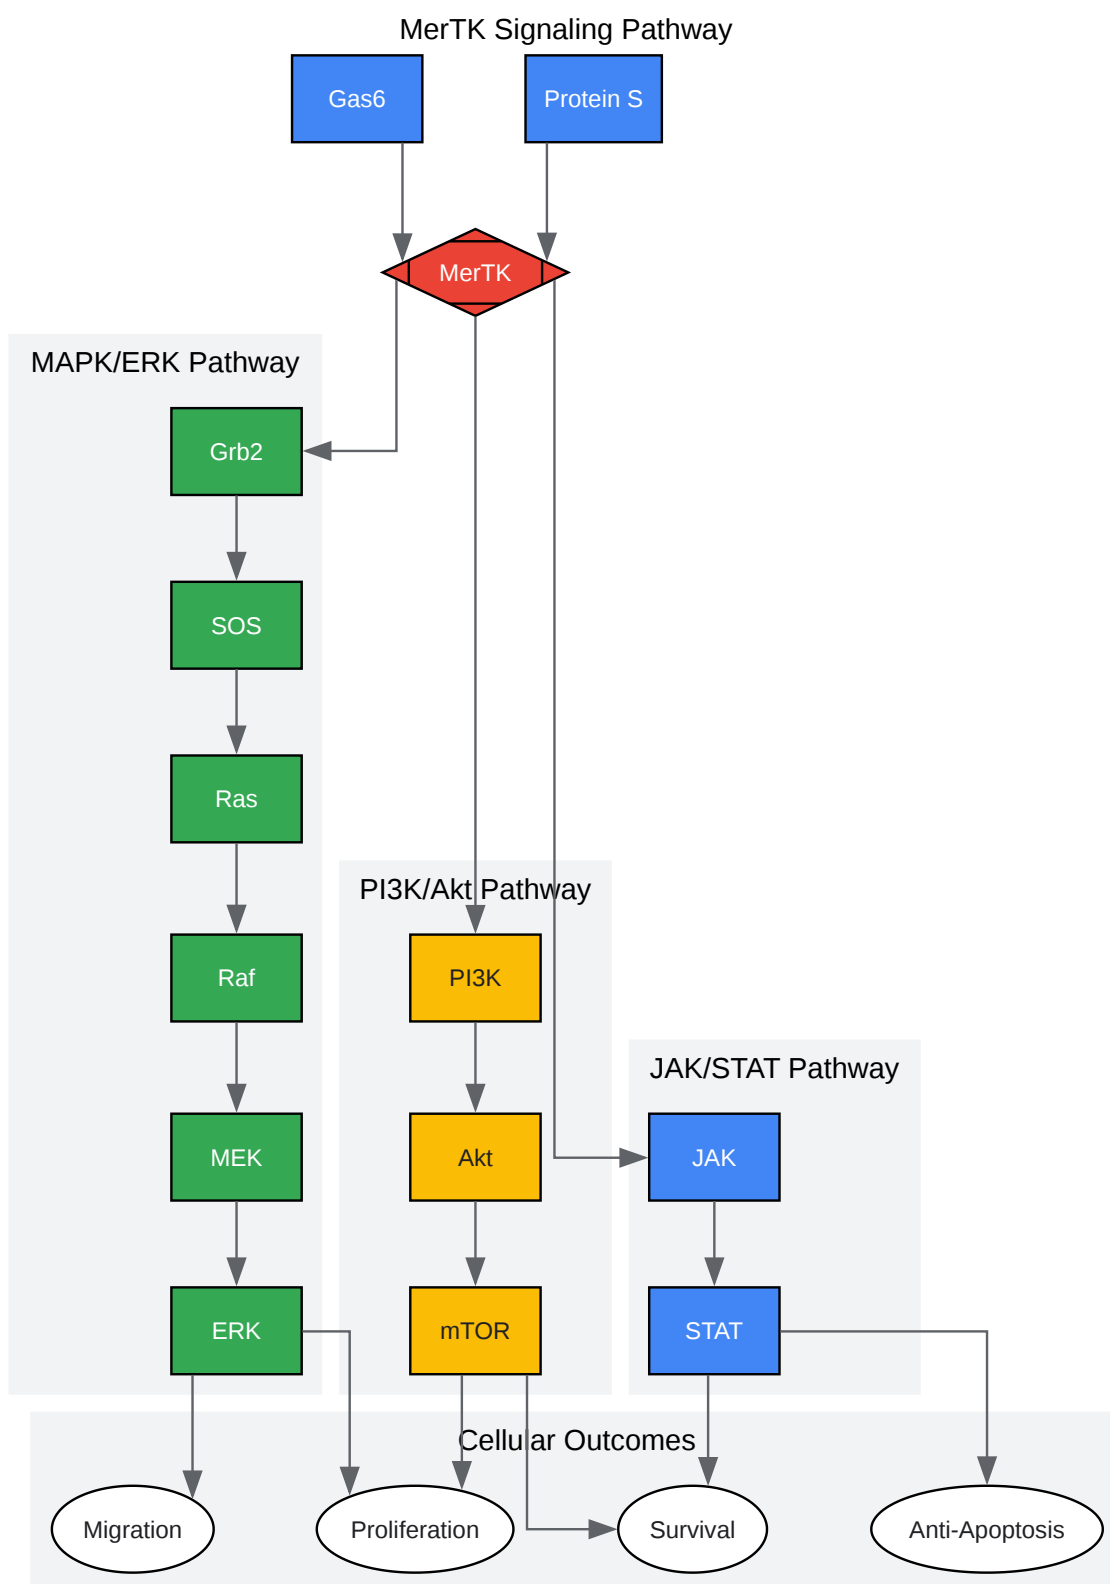 MerTK Signaling Pathway
Gas6
Protein S
MerTK
MAPK/ERK Pathway
Grb2
SOS
Ras
Raf
MEK
ERK
PI3K/Akt Pathway
PI3K
Akt
mTOR
JAK/STAT Pathway
JAK
STAT
Cellular Outcomes
Migration
Proliferation
Survival
Anti-Apoptosis